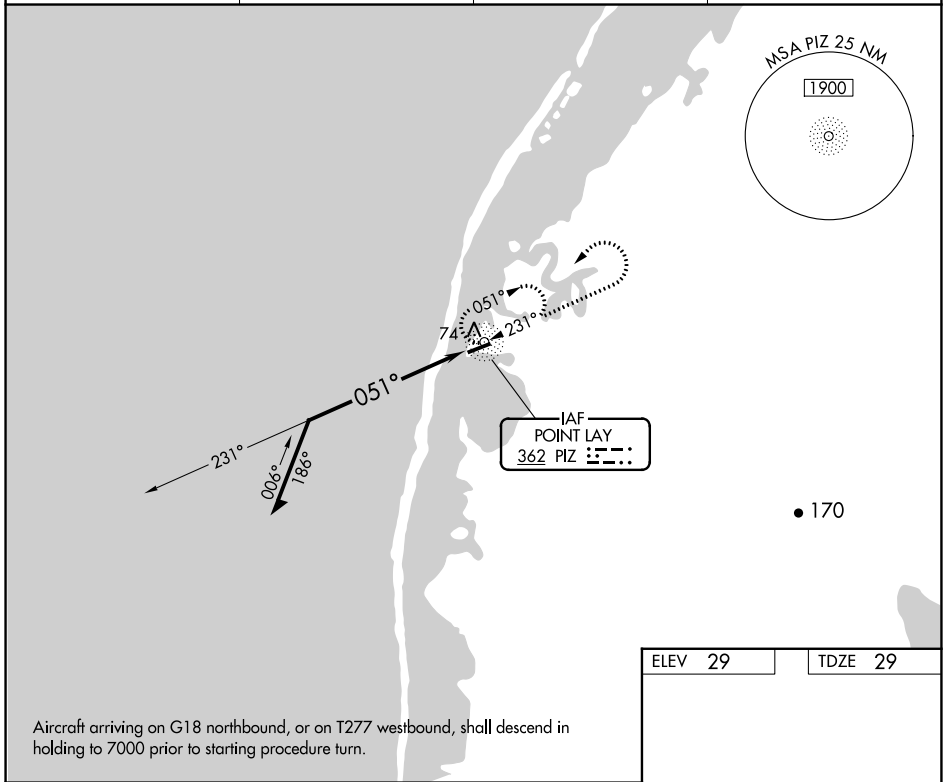 MSA PIZ 25 NM
1900
051°
231°
74
051°
231°
006°
186°
IAF
POINT LAY
362 PIZ
170
ELEV 29
TDZE 29
Aircraft arriving on G18 northbound, or on T277 westbound, shall descend in
holding to 7000 prior to starting procedure turn.